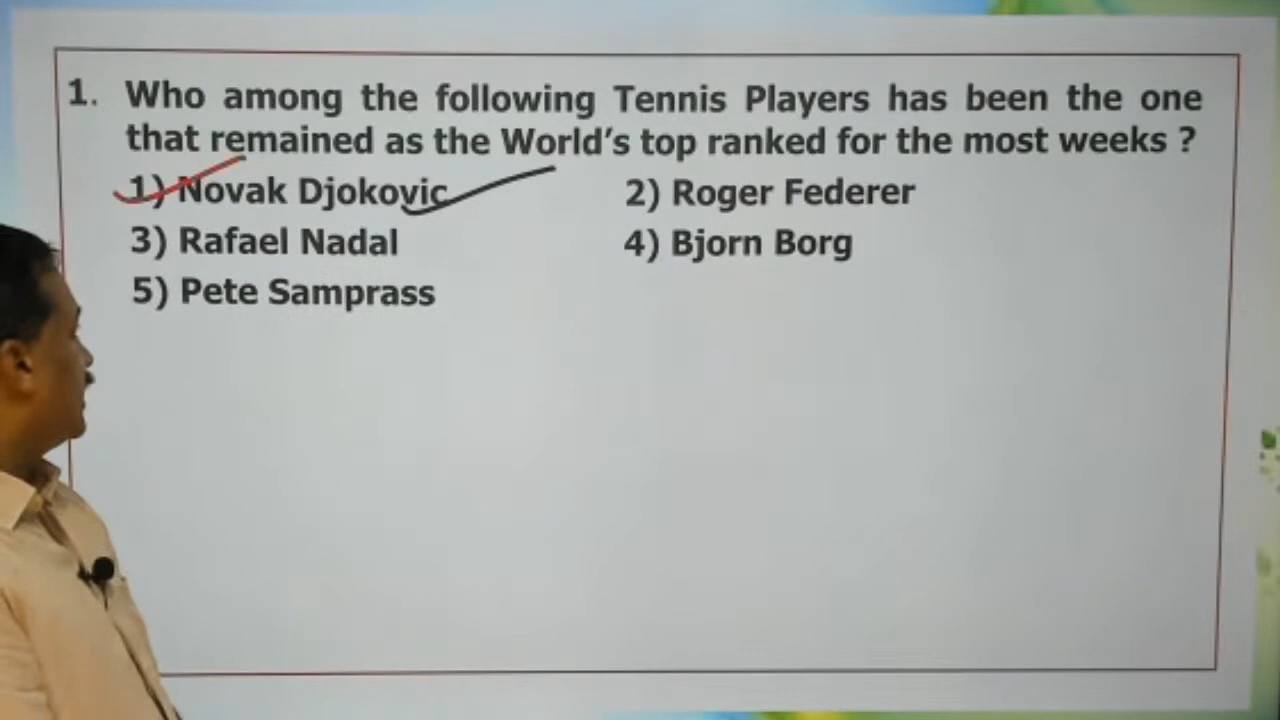 1. Who among the following Tennis Players has been the one
that remained as the World's top ranked for the most weeks ?
1) Novak Djokovic 2) Roger Federer
3) Rafael Nadal 4) Bjorn Borg
5) Pete Samprass